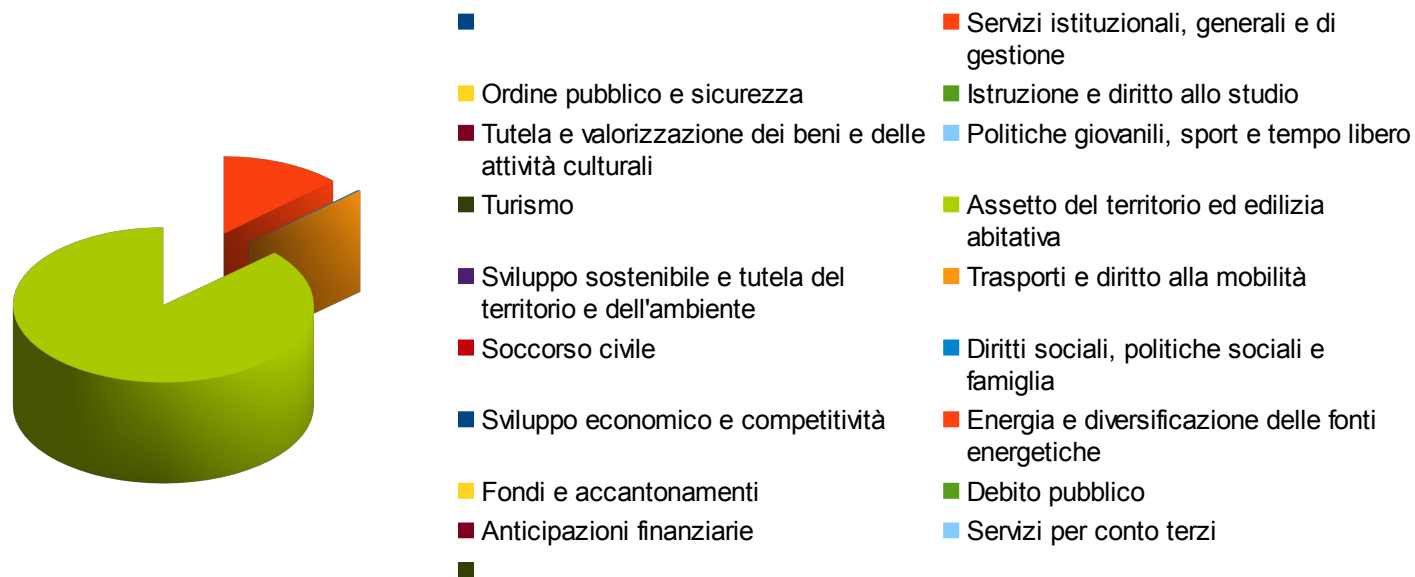 Servizi istituzionali, generali e di
gestione
Ordine pubblico e sicurezza
Istruzione e diritto allo studio
Tutela e valorizzazione dei beni e delle
attività culturali
Politiche giovanili, sport e tempo libero
Turismo
Assetto del territorio ed edilizia
abitativa
Sviluppo sostenibile e tutela del
territorio e dell'ambiente
Trasporti e diritto alla mobilità
Soccorso civile
Diritti sociali, politiche sociali e
famiglia
Sviluppo economico e competitività
Energia e diversificazione delle fonti
energetiche
Fondi e accantonamenti
Debito pubblico
Anticipazioni finanziarie
Servizi per conto terzi